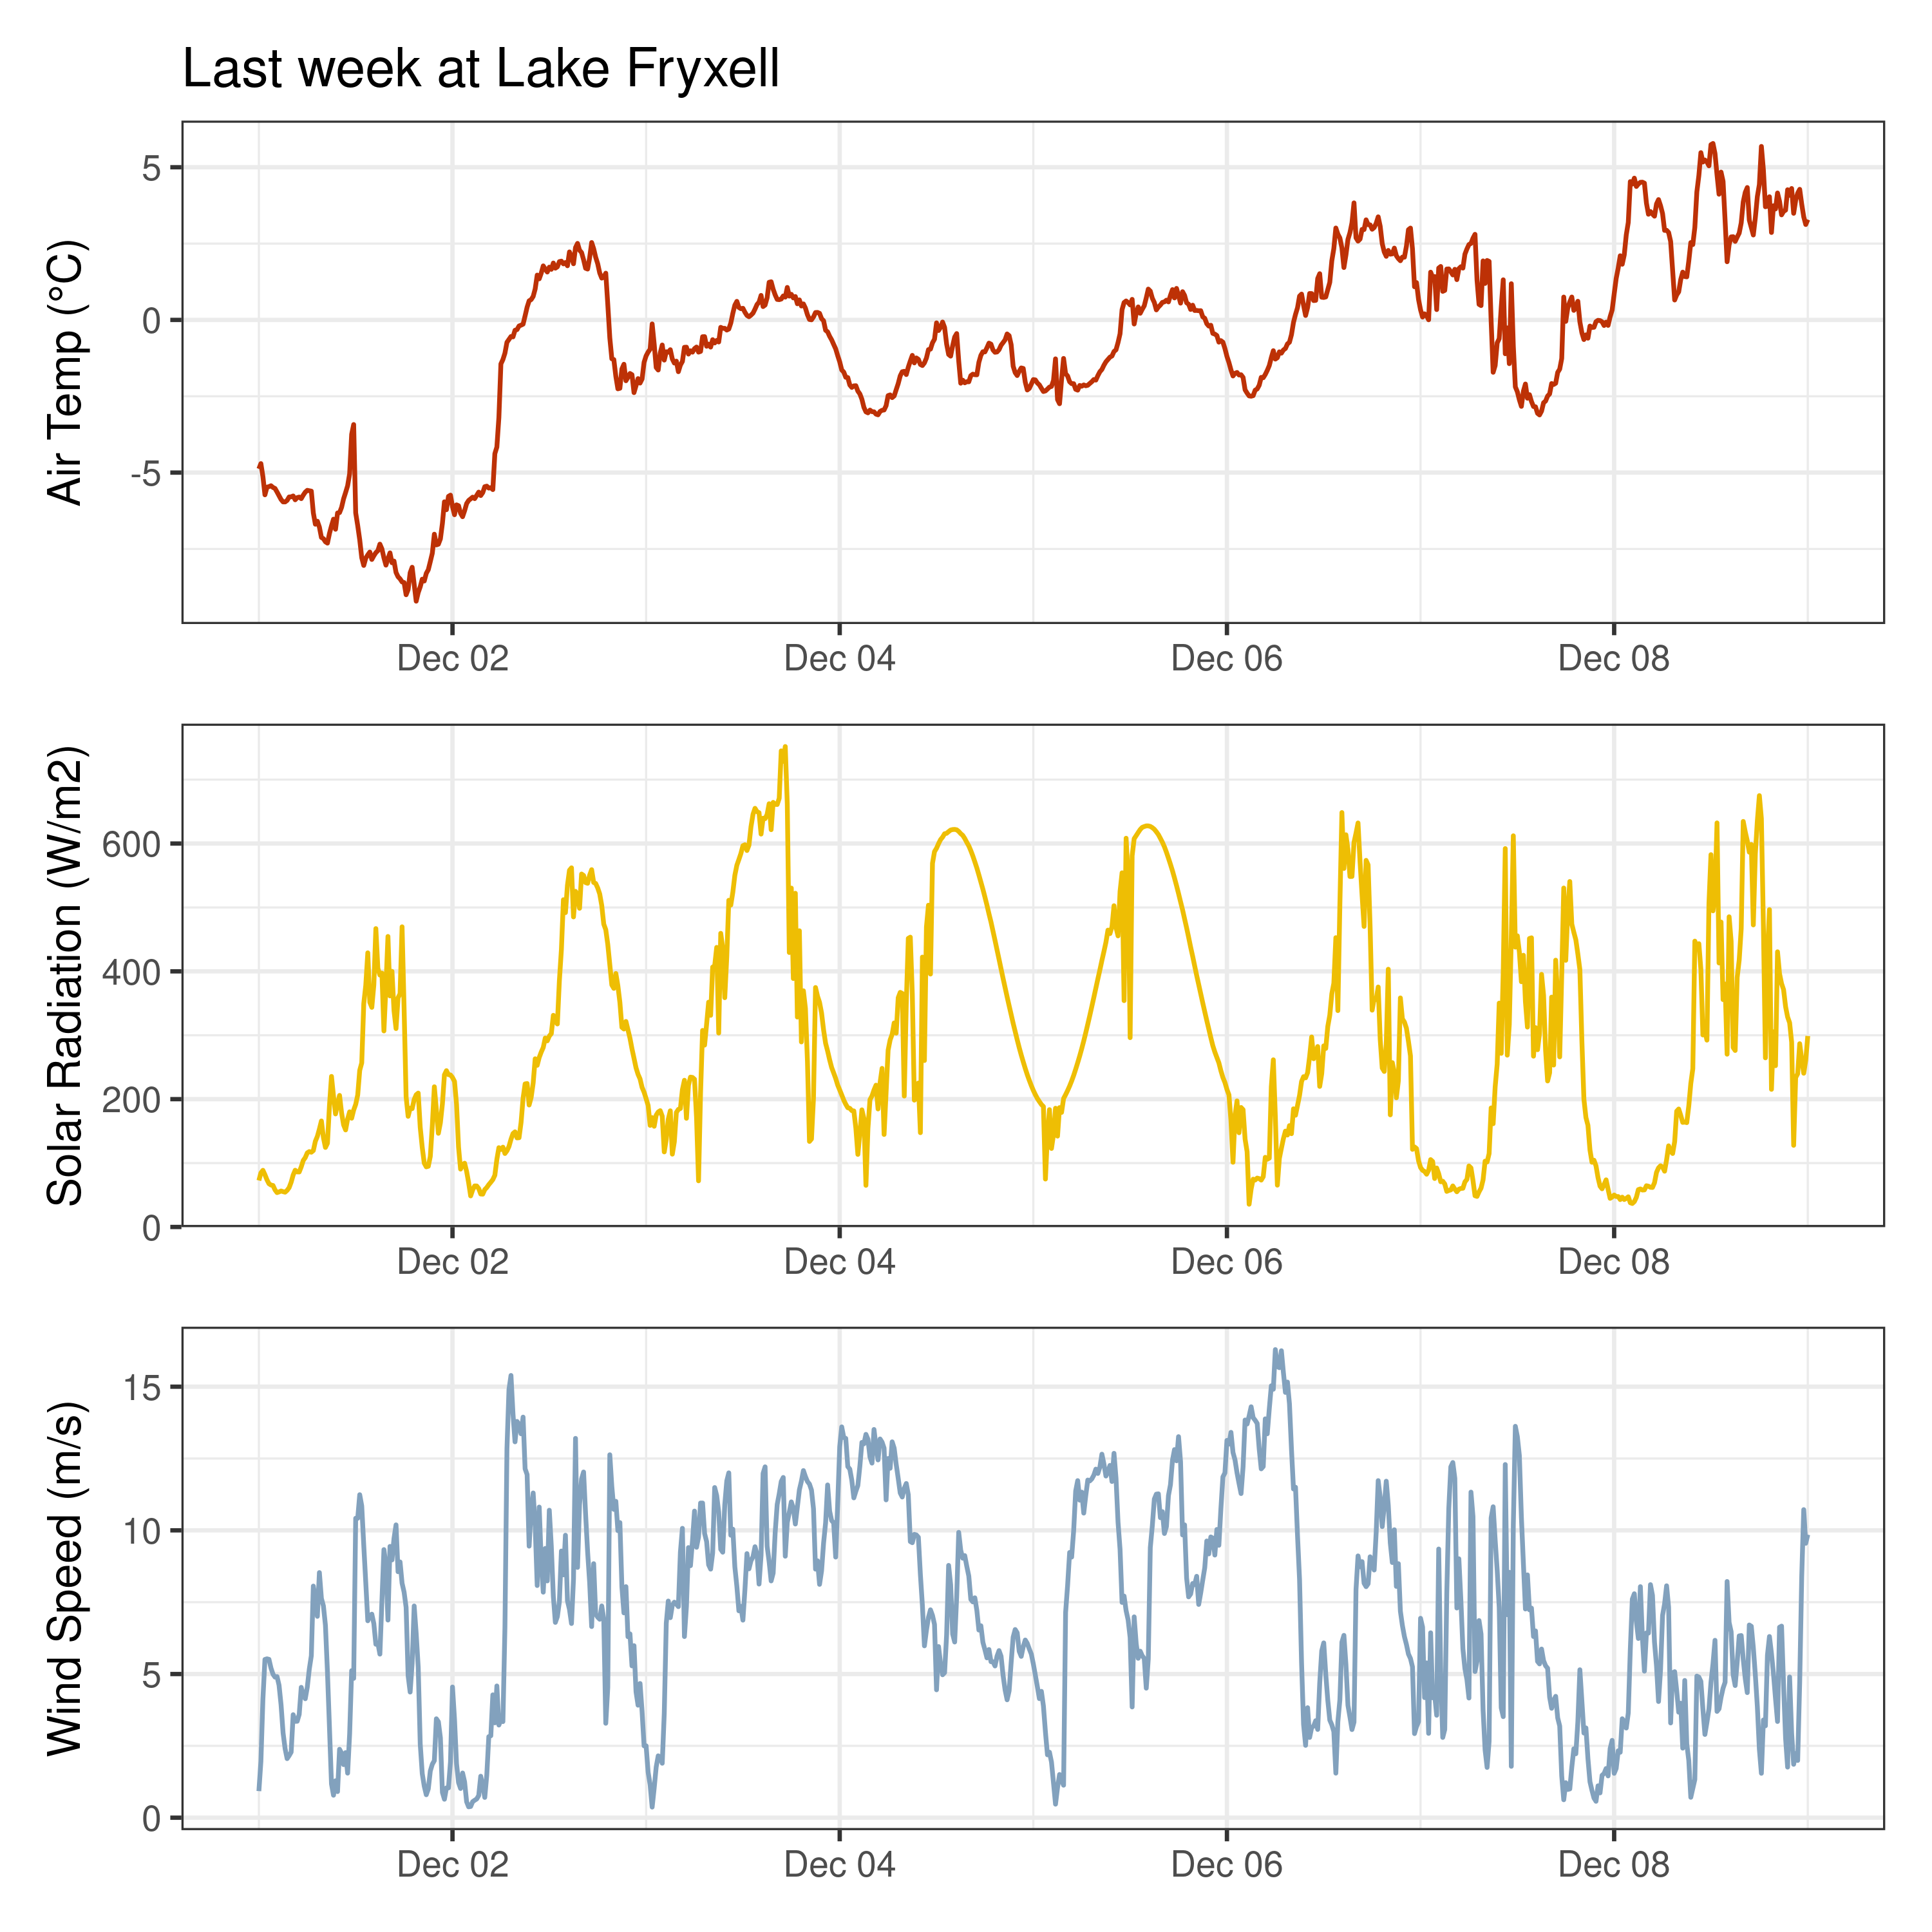 Last week at Lake Fryxell
Air Temp (°C)
5
0
-5
Dec 02 Dec 04 Dec 06 Dec 08
Solar Radiation (W/m2)
600
400
200
0
Dec 02 Dec 04 Dec 06 Dec 08
Wind Speed (m/s)
15
10
5
0
Dec 02 Dec 04 Dec 06 Dec 08